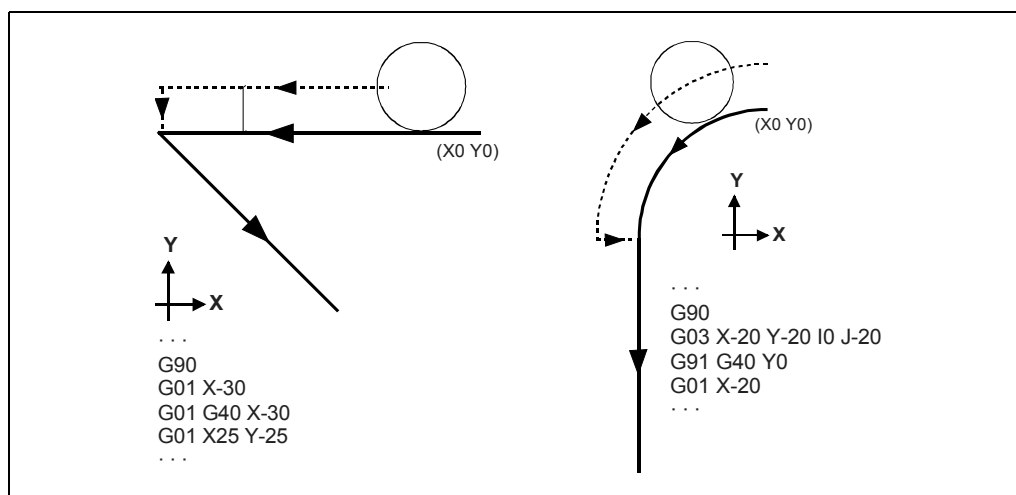 (X0 Y0)
Y
X
. . .
G90
G01 X-30
G01 G40 X-30
G01 X25 Y-25
. . .
(X0 Y0)
Y
X
. . .
G90
G03 X-20 Y-20 I0 J-20
G91 G40 Y0
G01 X-20
. . .